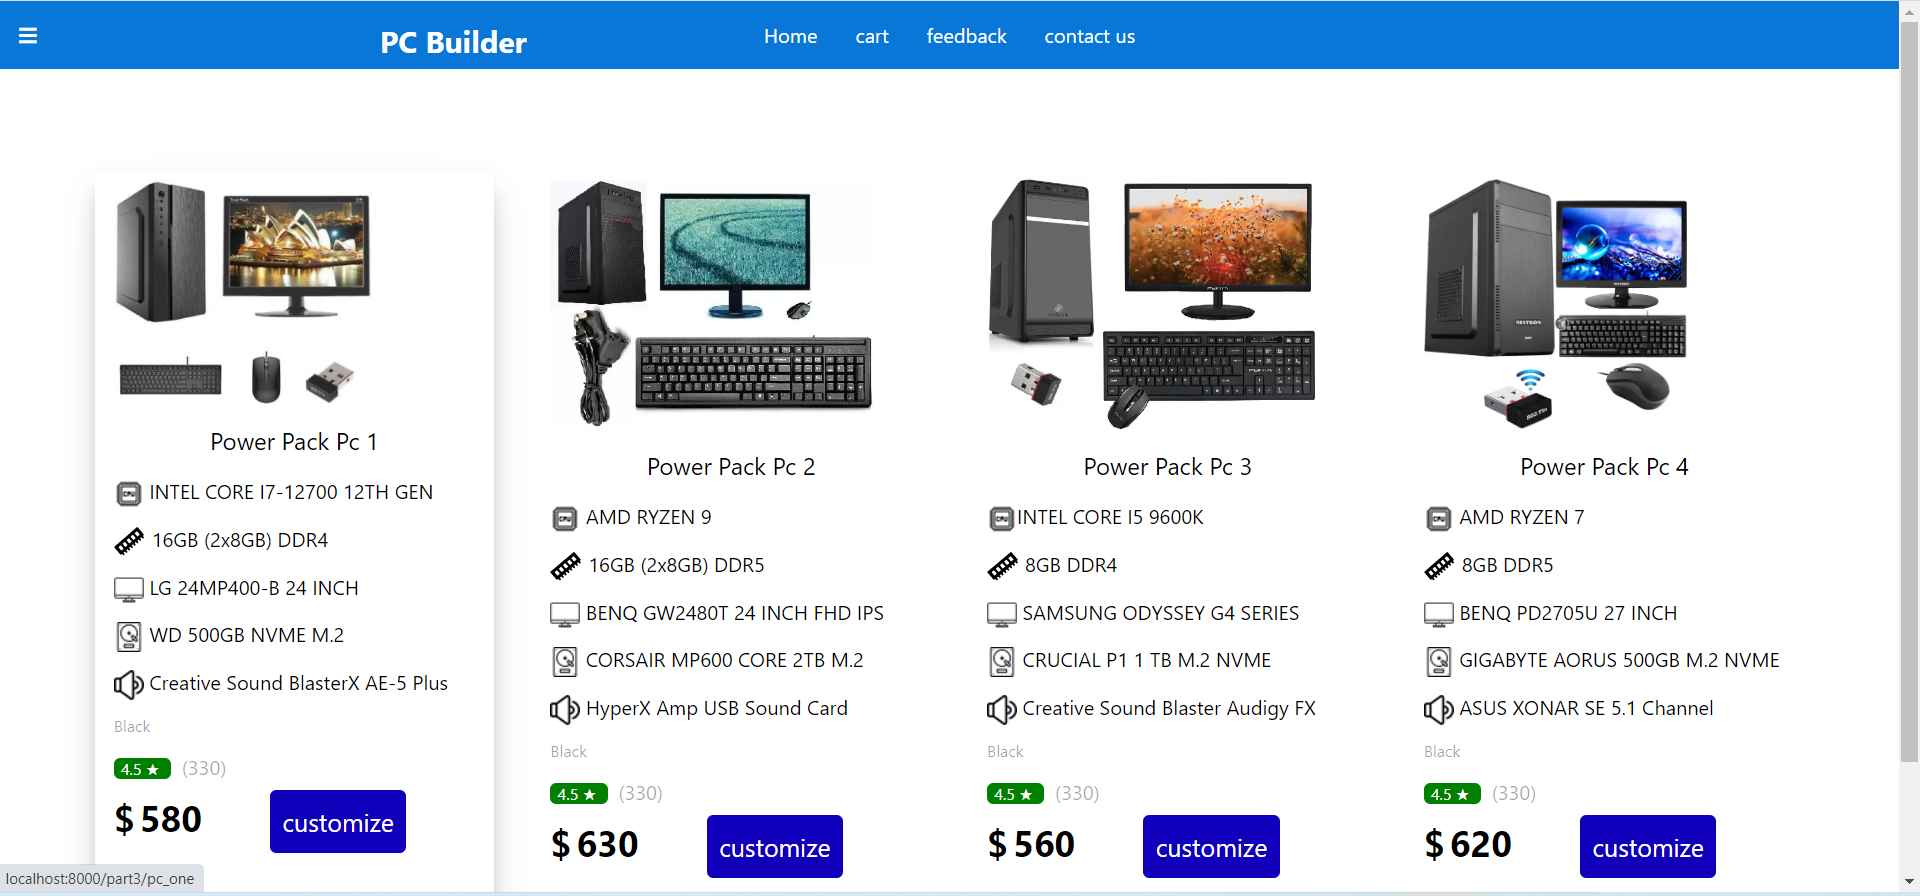 PC Builder
Home
cart
feedback
contact us
Power Pack Pc 1
INTEL CORE I7-12700 12TH GEN
16GB (2x8GB) DDR4
LG 24MP400-B 24 INCH
WD 500GB NVME M.2
Creative Sound BlasterX AE-5 Plus
Black
4.5 ★ (330)
$ 580
customize
Power Pack Pc 2
AMD RYZEN 9
16GB (2x8GB) DDR5
BENQ GW2480T 24 INCH FHD IPS
CORSAIR MP600 CORE 2TB M.2
HyperX Amp USB Sound Card
Black
4.5 ★ (330)
$ 630
customize
Power Pack Pc 3
INTEL CORE I5 9600K
8GB DDR4
SAMSUNG ODYSSEY G4 SERIES
CRUCIAL P1 1 TB M.2 NVME
Creative Sound Blaster Audigy FX
Black
4.5 ★ (330)
$ 560
customize
Power Pack Pc 4
AMD RYZEN 7
8GB DDR5
BENQ PD2705U 27 INCH
GIGABYTE AORUS 500GB M.2 NVME
ASUS XONAR SE 5.1 Channel
Black
4.5 ★ (330)
$ 620
customize
localhost:8000/part3/pc_one